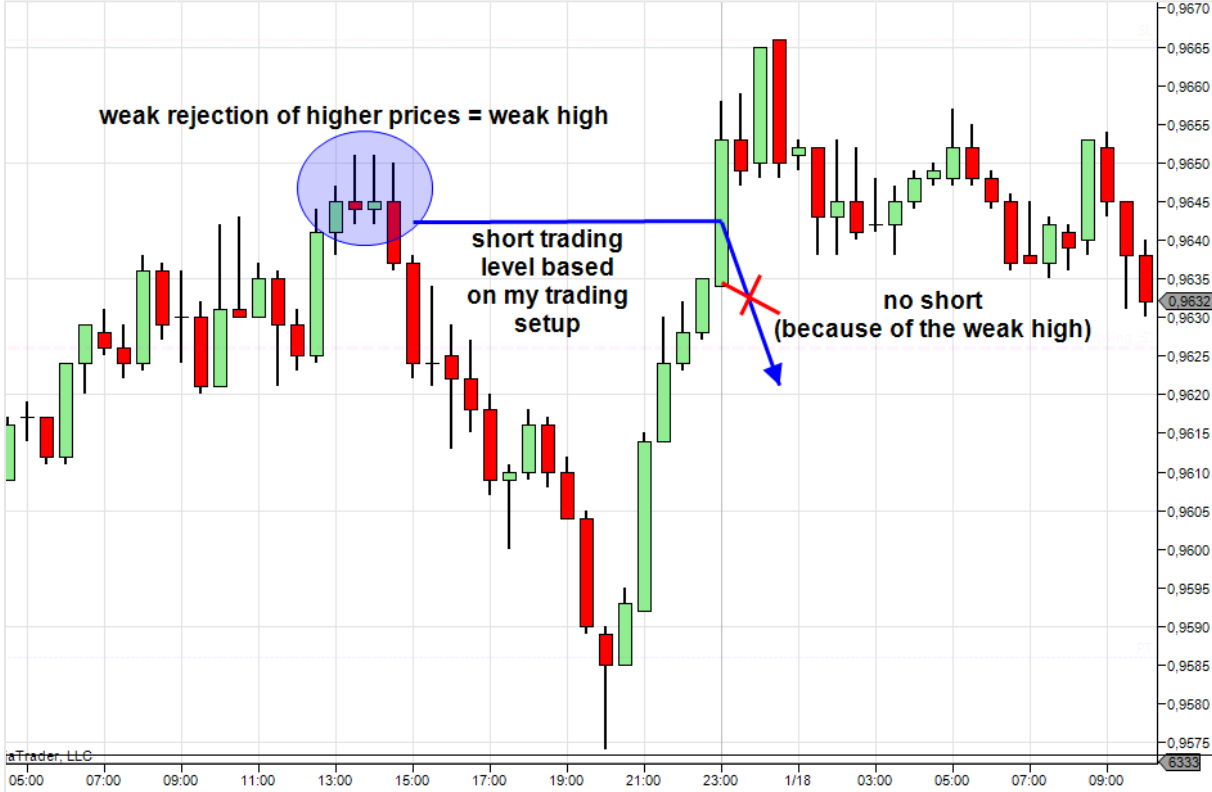 0,9670
0,9665
0,9660
weak rejection of higher prices = weak high
0,9655
0,9650
0,9645
short trading
level based
on my trading
setup
0,9640
0,9635
no short
(because of the weak high)
0,9632
0,9630
0,9625
0,9620
0,9615
0,9610
0,9605
0,9600
0,9595
0,9590
0,9585
0,9580
0,9575
aTrader, LLC
6333
05:00 07:00 09:00 11:00 13:00 15:00 17:00 19:00 21:00 23:00 1/18 03:00 05:00 07:00 09:00